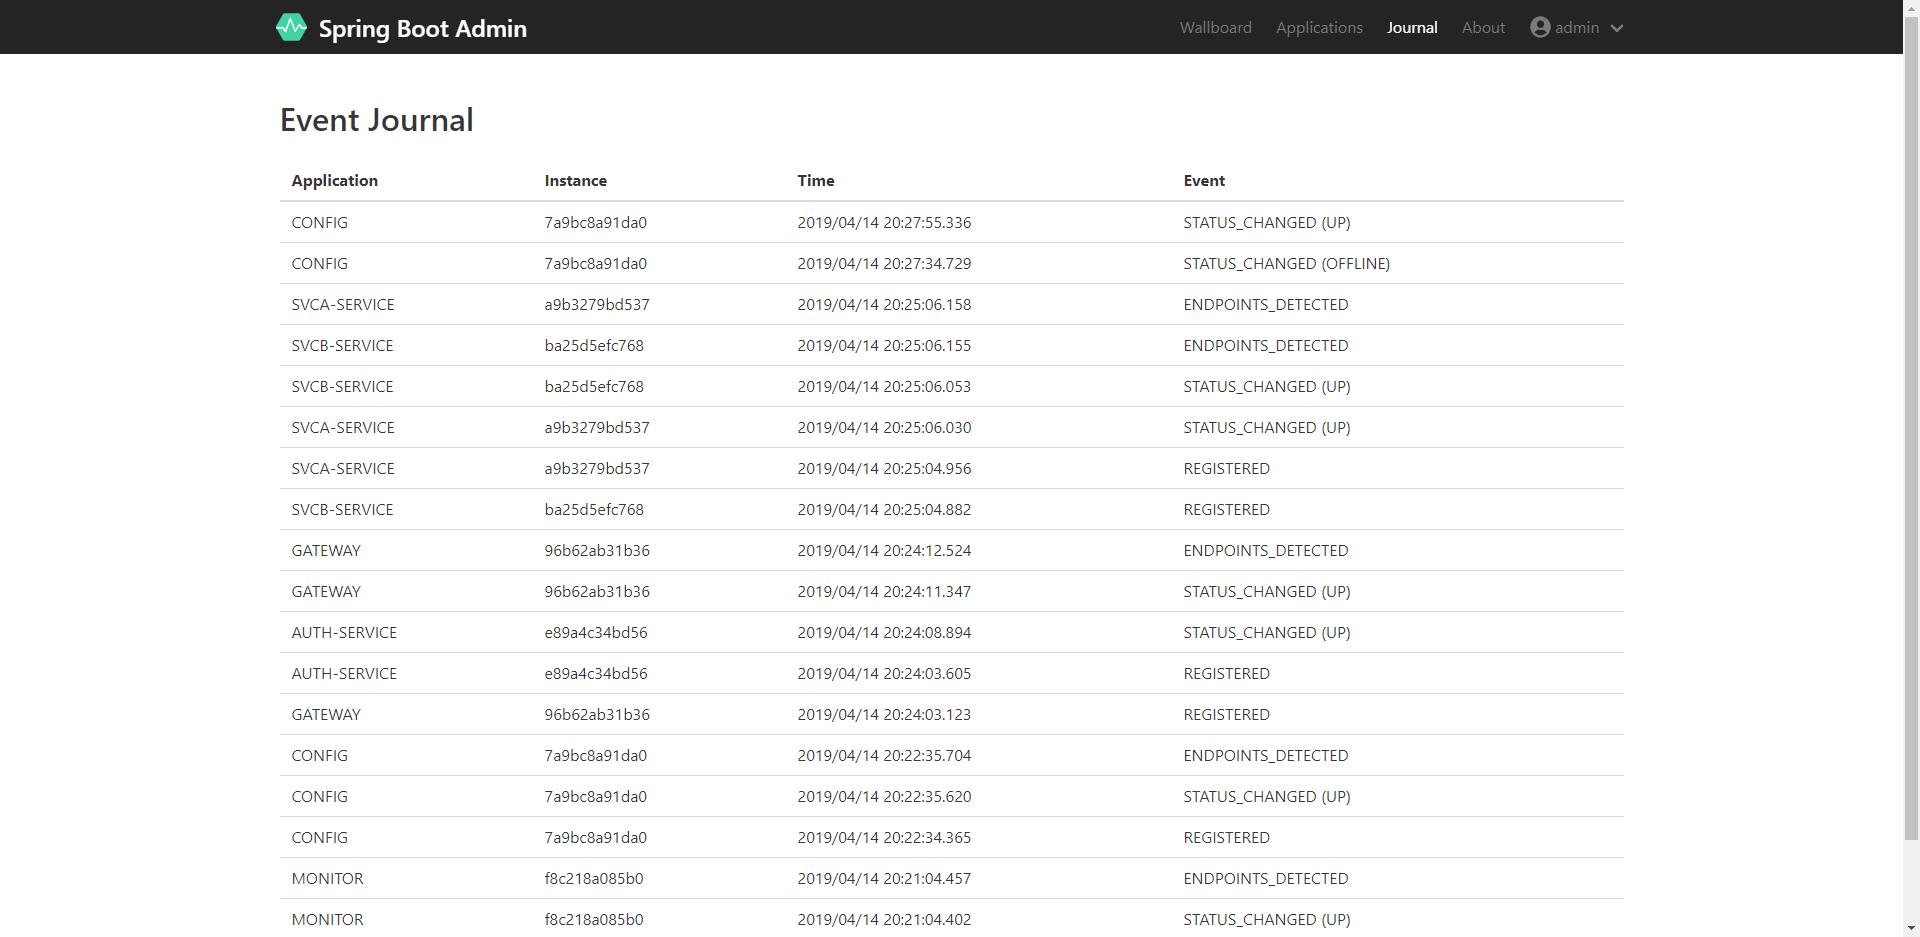 Spring Boot Admin Wallboard Applications Journal About admin
Event Journal
Application Instance Time Event
CONFIG 7a9bc8a91da0 2019/04/14 20:27:55.336 STATUS_CHANGED (UP)
CONFIG 7a9bc8a91da0 2019/04/14 20:27:34.729 STATUS_CHANGED (OFFLINE)
SVCA-SERVICE a9b3279bd537 2019/04/14 20:25:06.158 ENDPOINTS_DETECTED
SVCB-SERVICE ba25d5efc768 2019/04/14 20:25:06.155 ENDPOINTS_DETECTED
SVCB-SERVICE ba25d5efc768 2019/04/14 20:25:06.053 STATUS_CHANGED (UP)
SVCA-SERVICE a9b3279bd537 2019/04/14 20:25:06.030 STATUS_CHANGED (UP)
SVCA-SERVICE a9b3279bd537 2019/04/14 20:25:04.956 REGISTERED
SVCB-SERVICE ba25d5efc768 2019/04/14 20:25:04.882 REGISTERED
GATEWAY 96b62ab31b36 2019/04/14 20:24:12.524 ENDPOINTS_DETECTED
GATEWAY 96b62ab31b36 2019/04/14 20:24:11.347 STATUS_CHANGED (UP)
AUTH-SERVICE e89a4c34bd56 2019/04/14 20:24:08.894 STATUS_CHANGED (UP)
AUTH-SERVICE e89a4c34bd56 2019/04/14 20:24:03.605 REGISTERED
GATEWAY 96b62ab31b36 2019/04/14 20:24:03.123 REGISTERED
CONFIG 7a9bc8a91da0 2019/04/14 20:22:35.704 ENDPOINTS_DETECTED
CONFIG 7a9bc8a91da0 2019/04/14 20:22:35.620 STATUS_CHANGED (UP)
CONFIG 7a9bc8a91da0 2019/04/14 20:22:34.365 REGISTERED
MONITOR f8c218a085b0 2019/04/14 20:21:04.457 ENDPOINTS_DETECTED
MONITOR f8c218a085b0 2019/04/14 20:21:04.402 STATUS_CHANGED (UP)